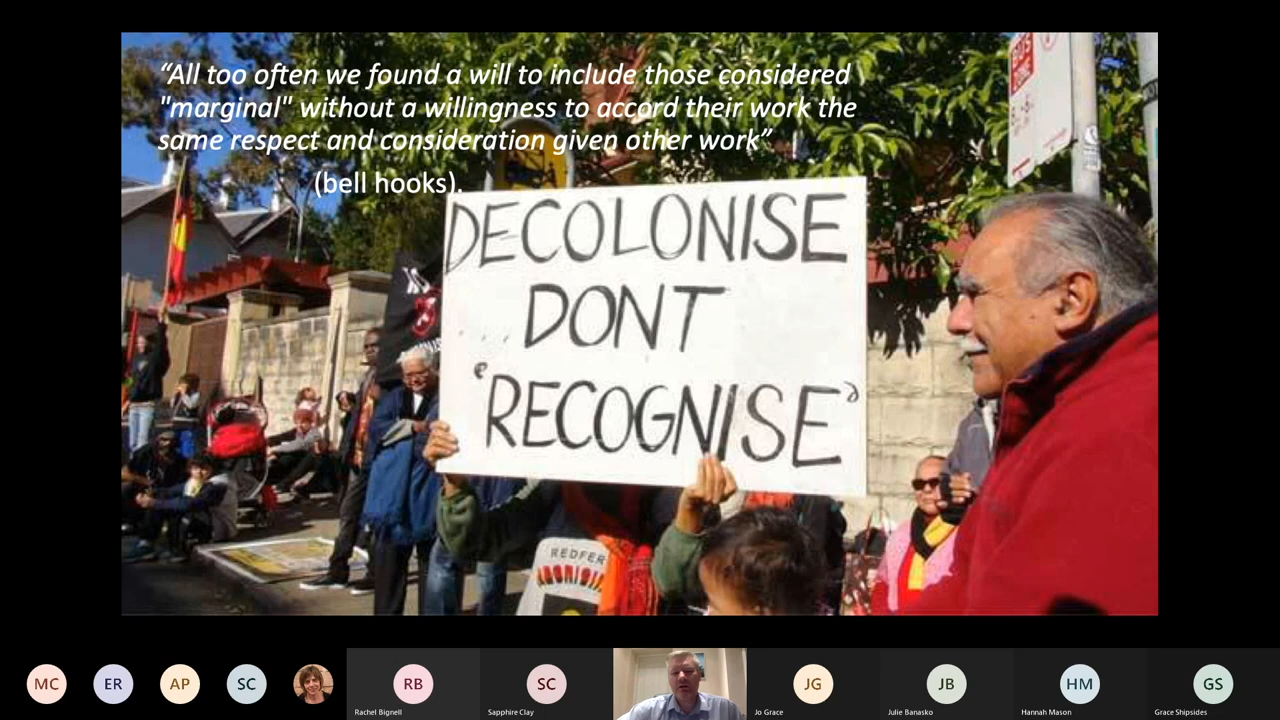 “All too often we found a will to include those considered
"marginal" without a willingness to accord their work the
same respect and consideration given other work”
(bell hooks).
DECOLONISE
DONT
‘RECOGNISE’
REDFER
MC
ER
AP
SC
RB
Rachel Bignell
SC
Sapphire Clay
JG
Jo Grace
JB
Julie Banasko
HM
Hannah Mason
GS
Grace Shipsides